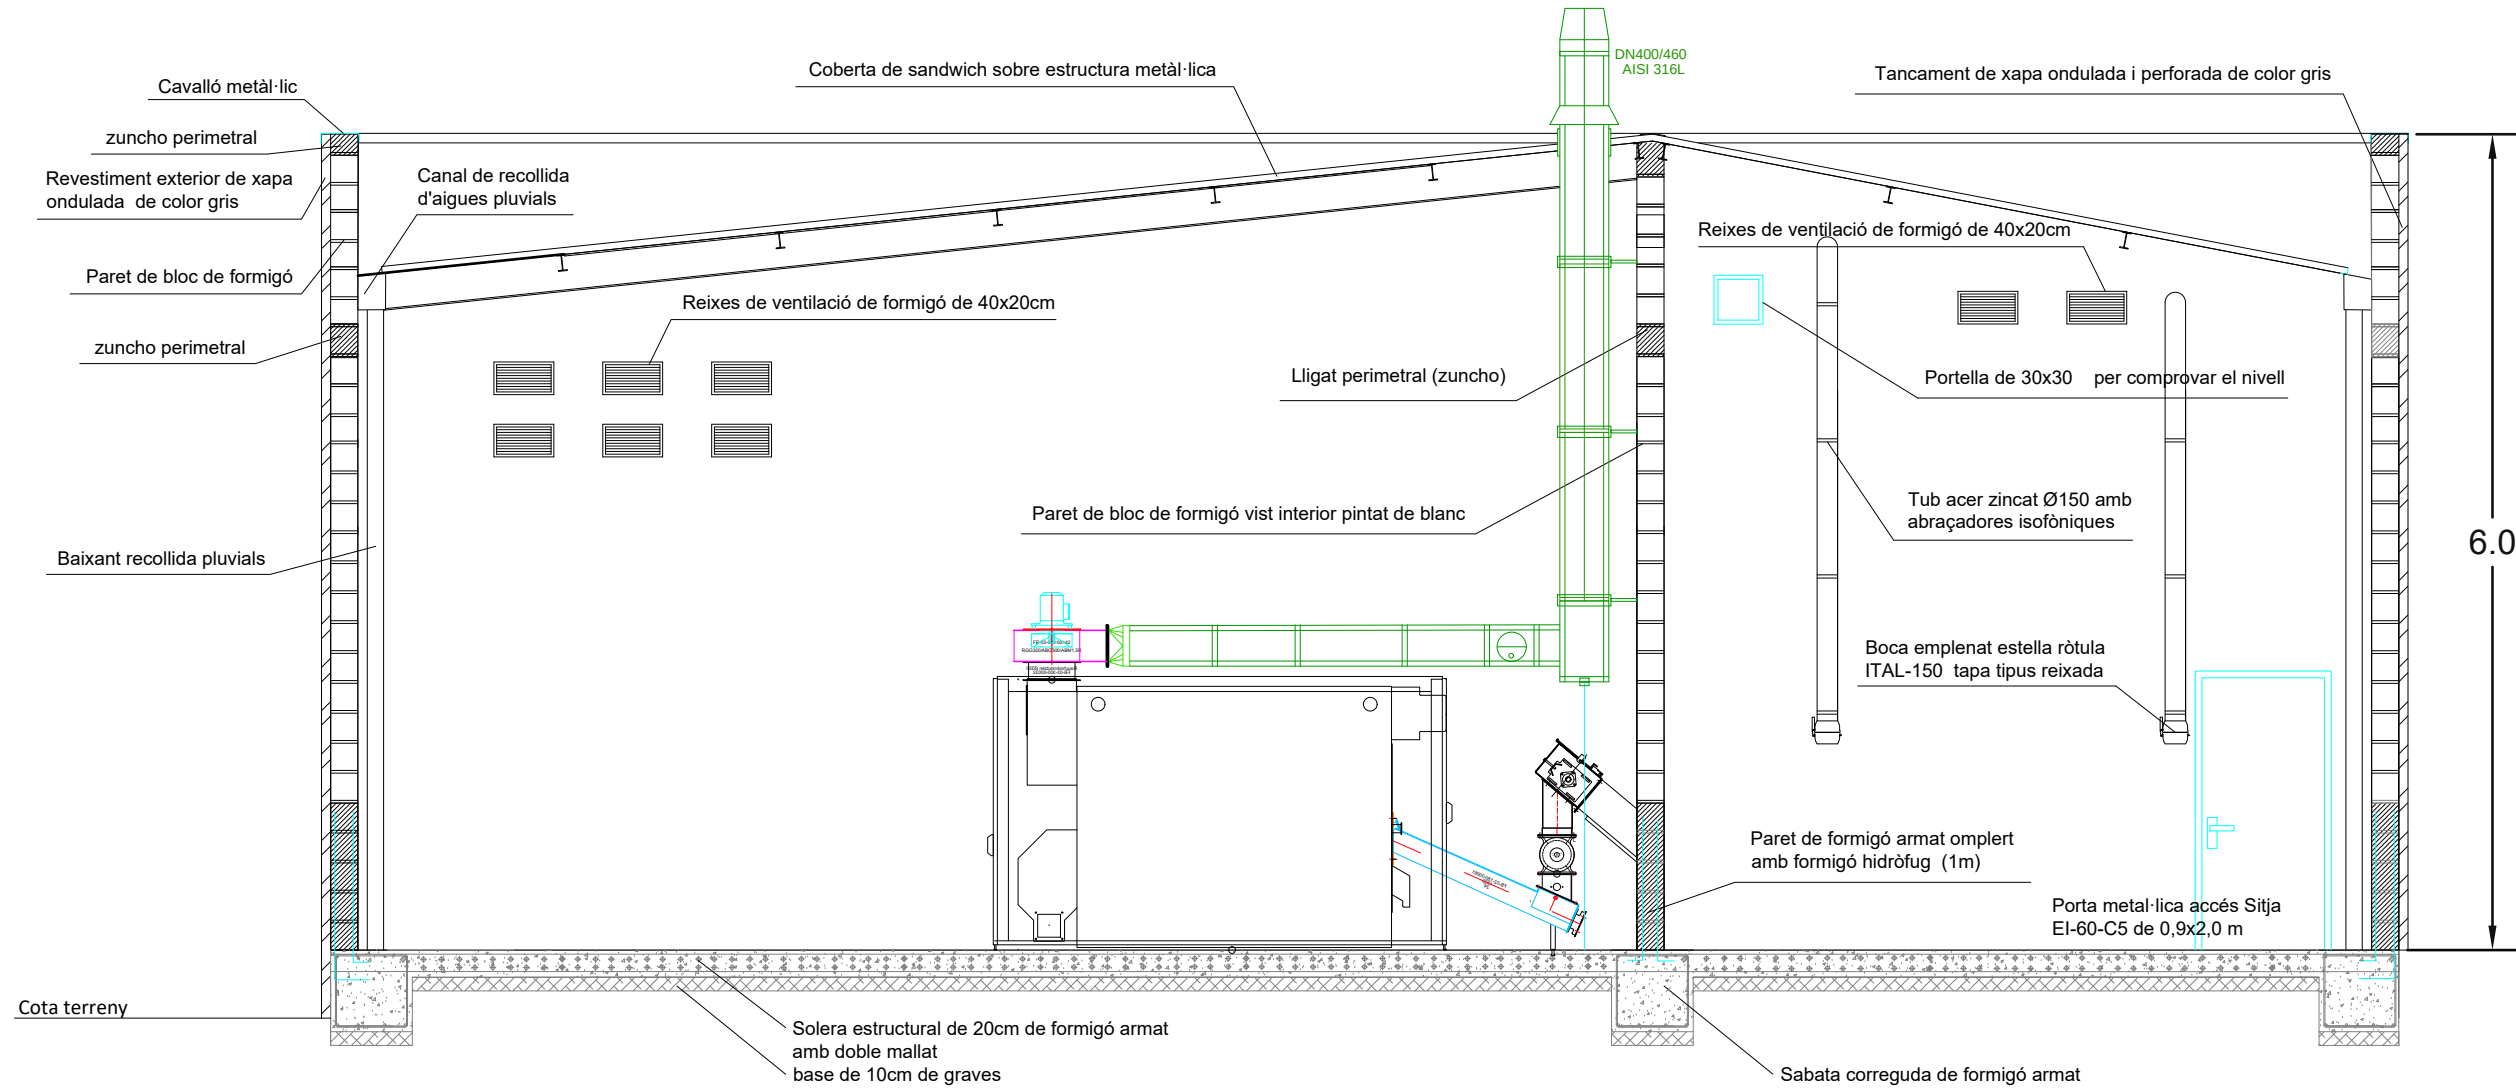 DN400/460
AISI 316L
Coberta de sandwich sobre estructura metàl·lica
Tancament de xapa ondulada i perforada de color gris
Cavalló metàl·lic
zuncho perimetral
Revestiment exterior de xapa
ondulada de color gris
Canal de recollida
d'aigues pluvials
Reixes de ventilació de formigó de 40x20cm
Paret de bloc de formigó
Reixes de ventilació de formigó de 40x20cm
zuncho perimetral
Lligat perimetral (zuncho)
Portella de 30x30 per comprovar el nivell
Paret de bloc de formigó vist interior pintat de blanc
Tub acer zincat Ø150 amb
abraçadores isofòniques
6.0
Baixant recollida pluvials
Boca emplenat estella ròtula
ITAL-150 tapa tipus reixada
Paret de formigó armat omplert
amb formigó hidròfug (1m)
Porta metal·lica accés Sitja
EI-60-C5 de 0,9x2,0 m
Cota terreny
Solera estructural de 20cm de formigó armat
amb doble mallat
base de 10cm de graves
Sabata correguda de formigó armat